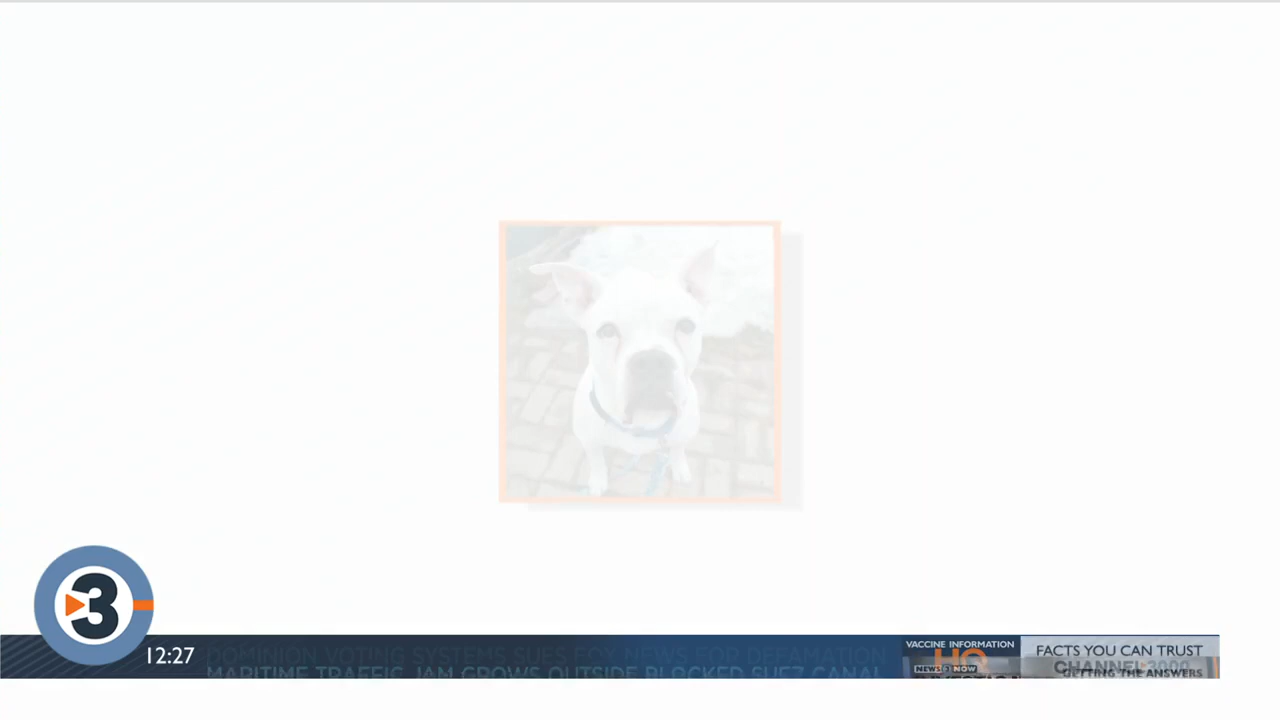 3
12:27
VOTING SYSTEMS SUES FOX NEWS FOR DEFAMATION
MARITIME TRAFFIC JAM GROWS OUTSIDE BLOCKED SUEZ CANAL
VACCINE INFORMATION
HQ
NEWS 3 NOW
FACTS YOU CAN TRUST
CHANNEL 3000
GETTING THE ANSWERS